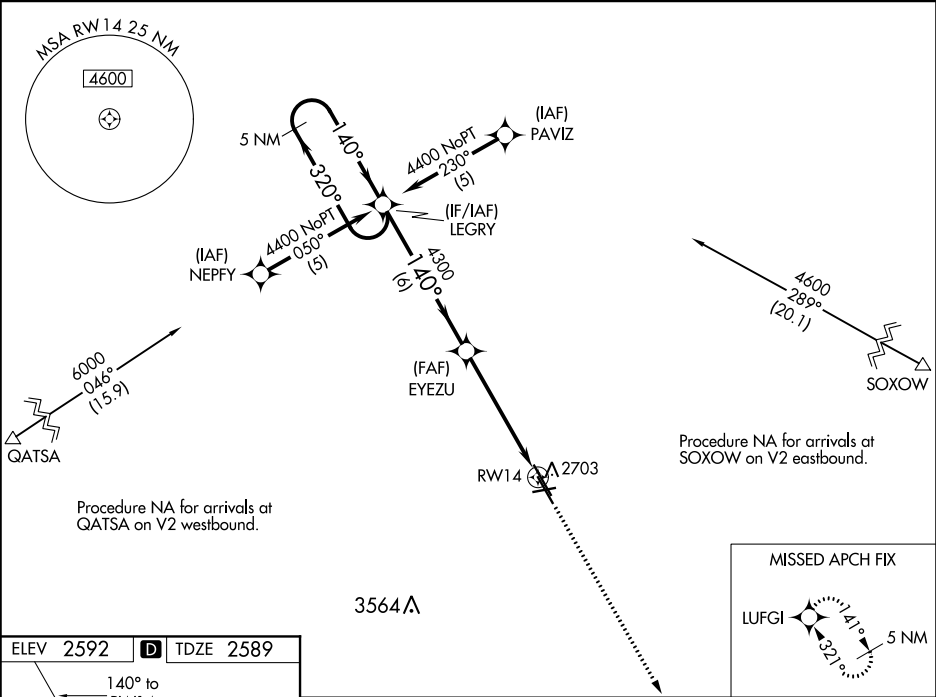 MSA RW14 25 NM
4600
5 NM
140°
320°
(IAF)
PAVIZ
4400 NoPT
230°
(5)
(IF/IAF)
LEGRY
4400 NoPT
050°
(5)
(IAF)
NEPFY
4300
140°
(6)
4600
289°
(20.1)
SOXOW
6000
046°
(15.9)
QATSA
(FAF)
EYEZU
Procedure NA for arrivals at
SOXOW on V2 eastbound.
RW14
2703
Procedure NA for arrivals at
QATSA on V2 westbound.
3564
MISSED APCH FIX
LUFGI
141°
321°
5 NM
ELEV 2592
D
TDZE 2589
140° to